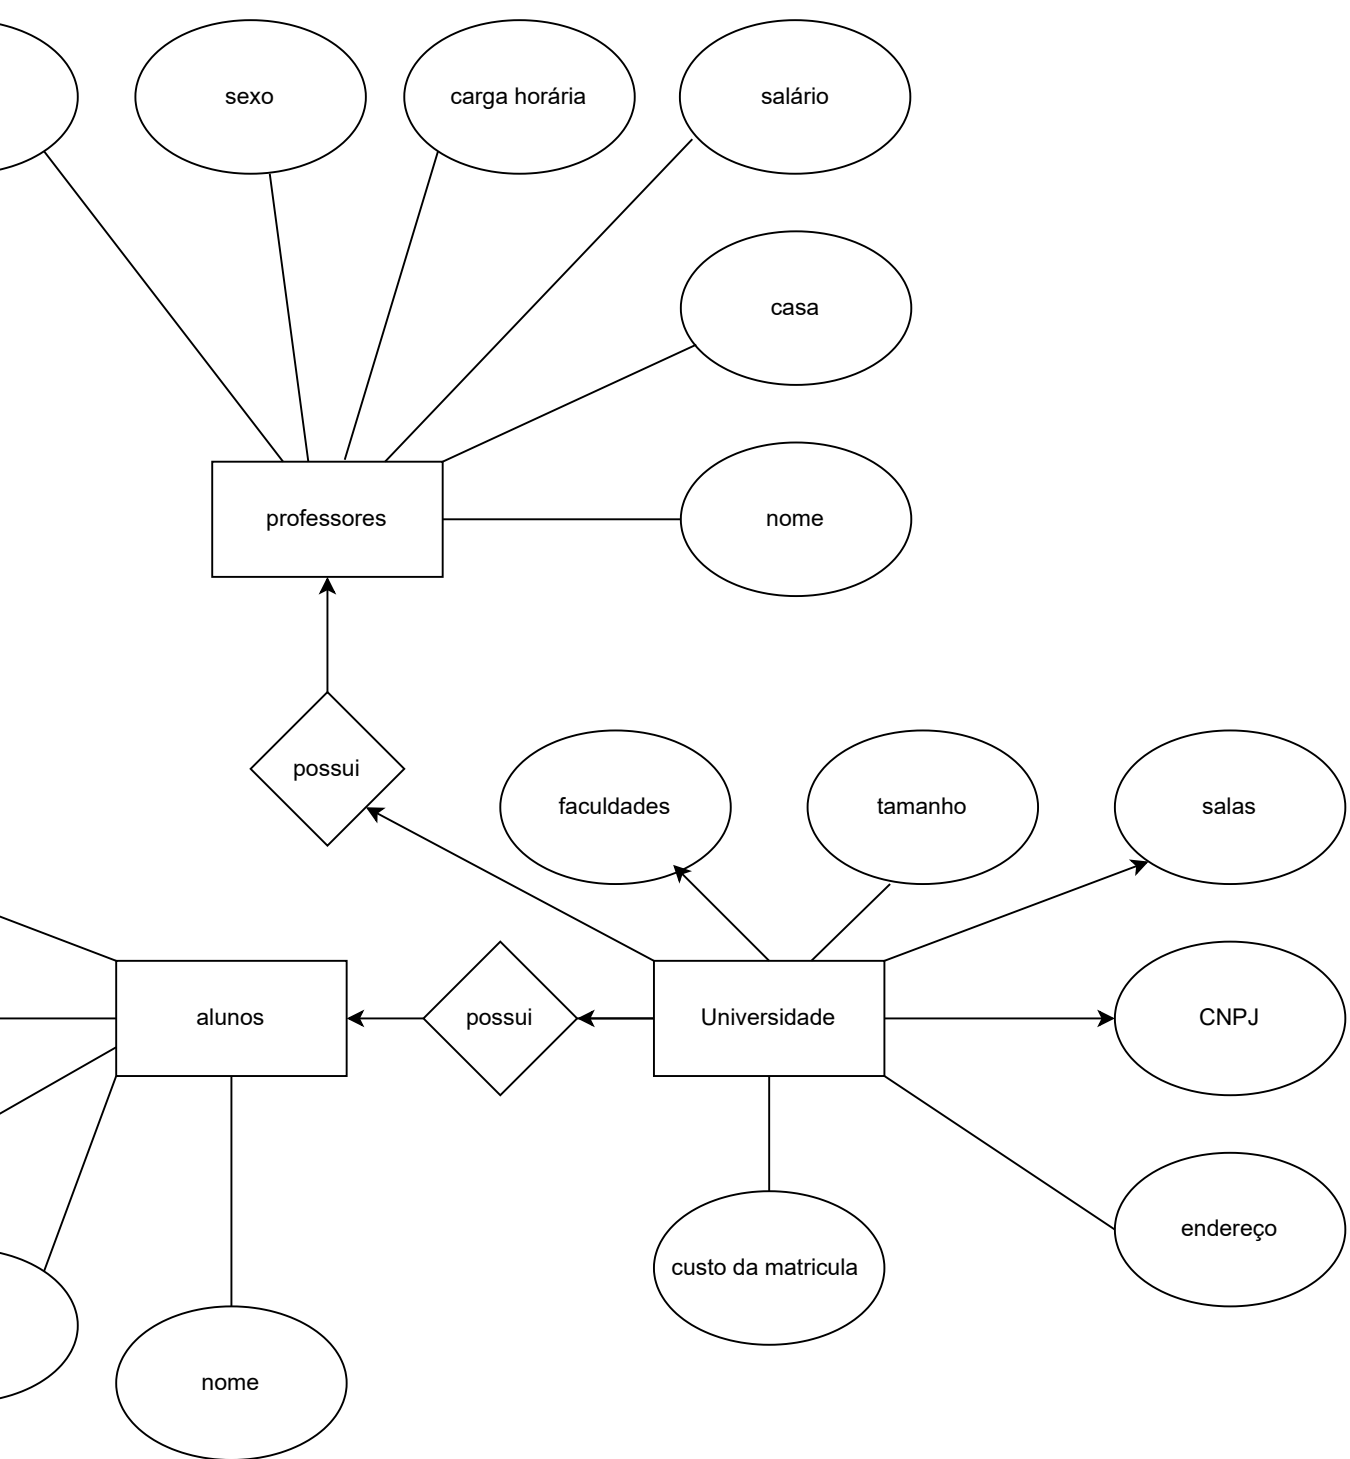 sexo
carga horária
salário
casa
professores
nome
possui
faculdades
tamanho
salas
alunos
possui
Universidade
CNPJ
endereço
custo da matricula
nome